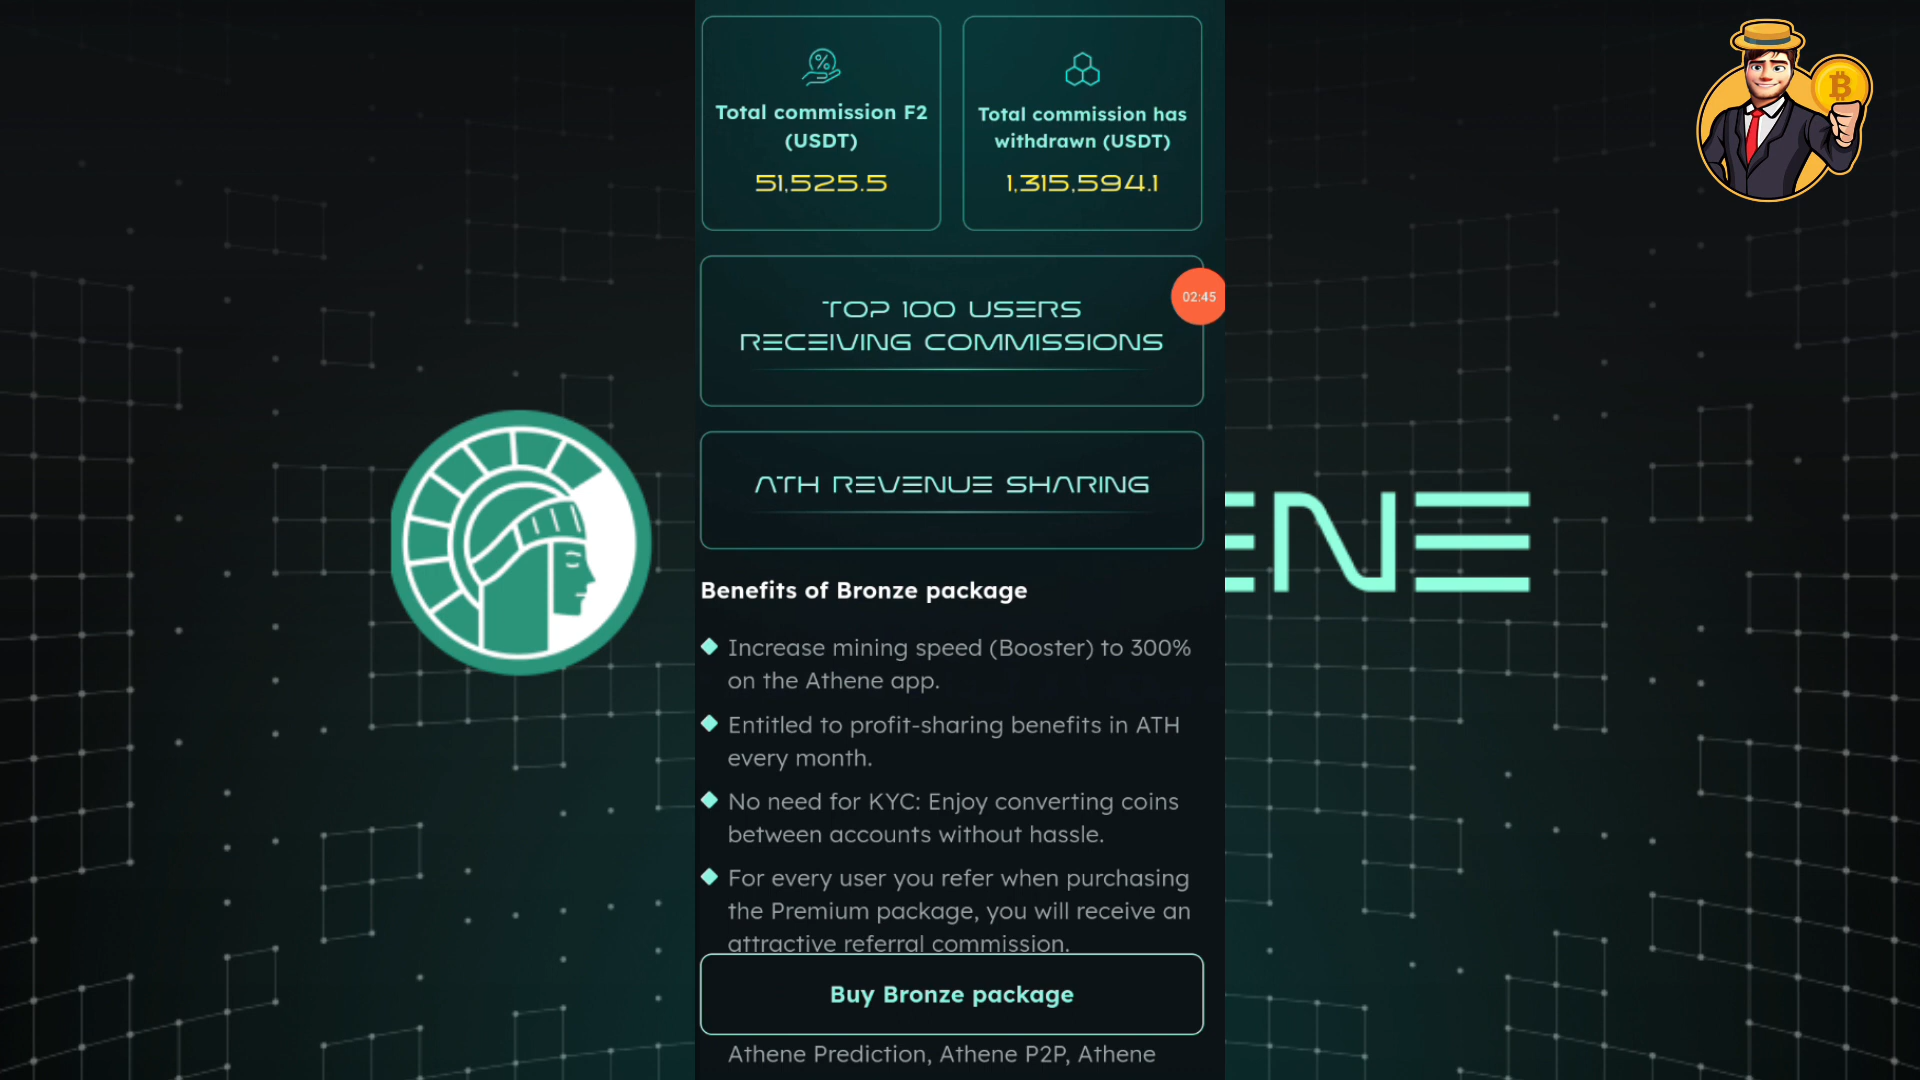 Total commission F2
(USDT)
51,525.5
Total commission has
withdrawn (USDT)
1,315,594.1
TOP 100 USERS
RECEIVING COMMISSIONS
02:45
ATH REVENUE SHARING
ENE
Benefits of Bronze package
Increase mining speed (Booster) to 300%
on the Athene app.
Entitled to profit-sharing benefits in ATH
every month.
No need for KYC: Enjoy converting coins
between accounts without hassle.
For every user you refer when purchasing
the Premium package, you will receive an
attractive referral commission.
Buy Bronze package
Athene Prediction, Athene P2P, Athene